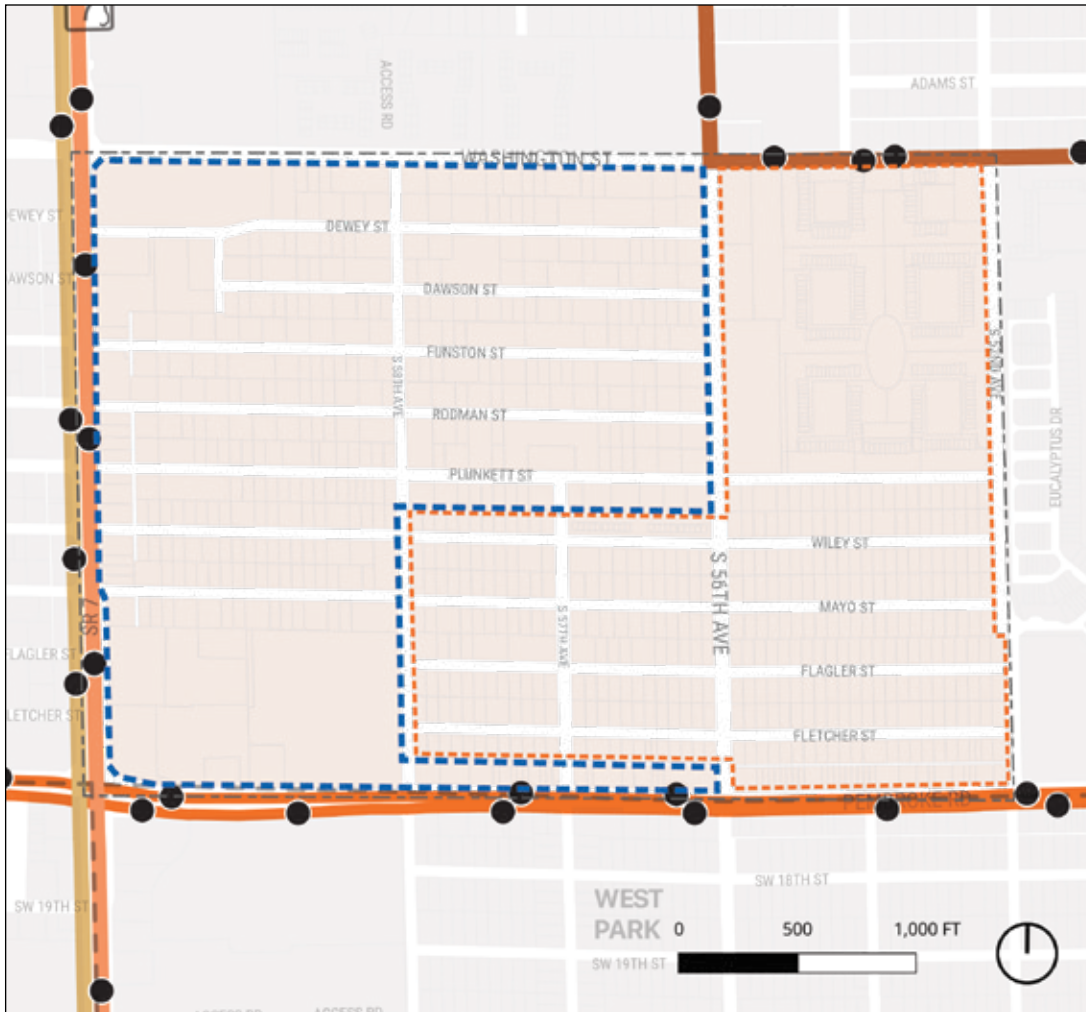 ACCESS RD
ADAMS ST
WASHINGTON ST
DEWEY ST
DEWEY ST
DAWSON ST
DAWSON ST
FUNSTON ST
S 58TH AVE
S 52ND AVE
RODMAN ST
EUCALYPTUS DR
PLUNKETT ST
WILEY ST
S 56TH AVE
SR 7
MAYO ST
S 57TH AVE
FLAGLER ST
FLAGLER ST
FLETCHER ST
FLETCHER ST
PEMBROKE RD
SW 18TH ST
WEST
PARK
SW 19TH ST
0 500 1,000 FT
SW 19TH ST
ACCESS RD
ACCESS RD